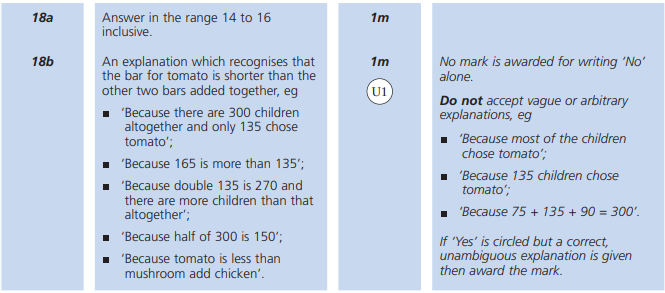 18a
Answer in the range 14 to 16
inclusive.
1m
18b
An explanation which recognises that
the bar for tomato is shorter than the
other two bars added together, eg
■ ‘Because there are 300 children
altogether and only 135 chose
tomato’;
■ ‘Because 165 is more than 135’;
■ ‘Because double 135 is 270 and
there are more children than that
altogether’;
■ ‘Because half of 300 is 150’;
■ ‘Because tomato is less than
mushroom add chicken’.
1m
U1
No mark is awarded for writing ‘No’
alone.
Do not accept vague or arbitrary
explanations, eg
■ ‘Because most of the children
chose tomato’;
■ ‘Because 135 children chose
tomato’;
■ ‘Because 75 + 135 + 90 = 300’.
If ‘Yes’ is circled but a correct,
unambiguous explanation is given
then award the mark.